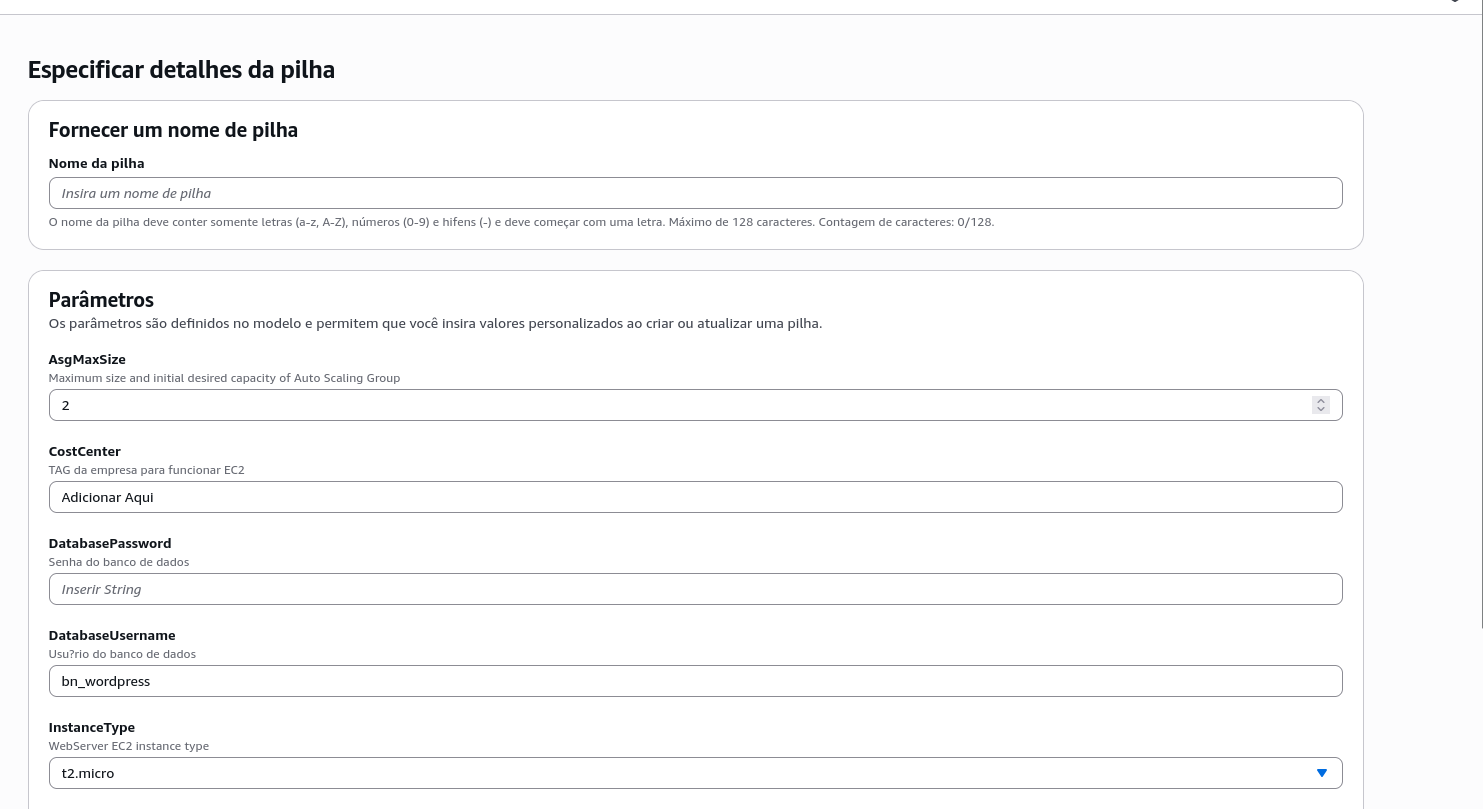 Especificar detalhes da pilha
Fornecer um nome de pilha
Nome da pilha
Insira um nome de pilha
O nome da pilha deve conter somente letras (a-z, A-Z), números (0-9) e hifens (-) e deve começar com uma letra. Máximo de 128 caracteres. Contagem de caracteres: 0/128.
Parâmetros
Os parâmetros são definidos no modelo e permitem que você insira valores personalizados ao criar ou atualizar uma pilha.
AsgMaxSize
Maximum size and initial desired capacity of Auto Scaling Group
2
CostCenter
TAG da empresa para funcionar EC2
Adicionar Aqui
DatabasePassword
Senha do banco de dados
Inserir String
DatabaseUsername
Usu?rio do banco de dados
bn_wordpress
InstanceType
WebServer EC2 instance type
t2.micro